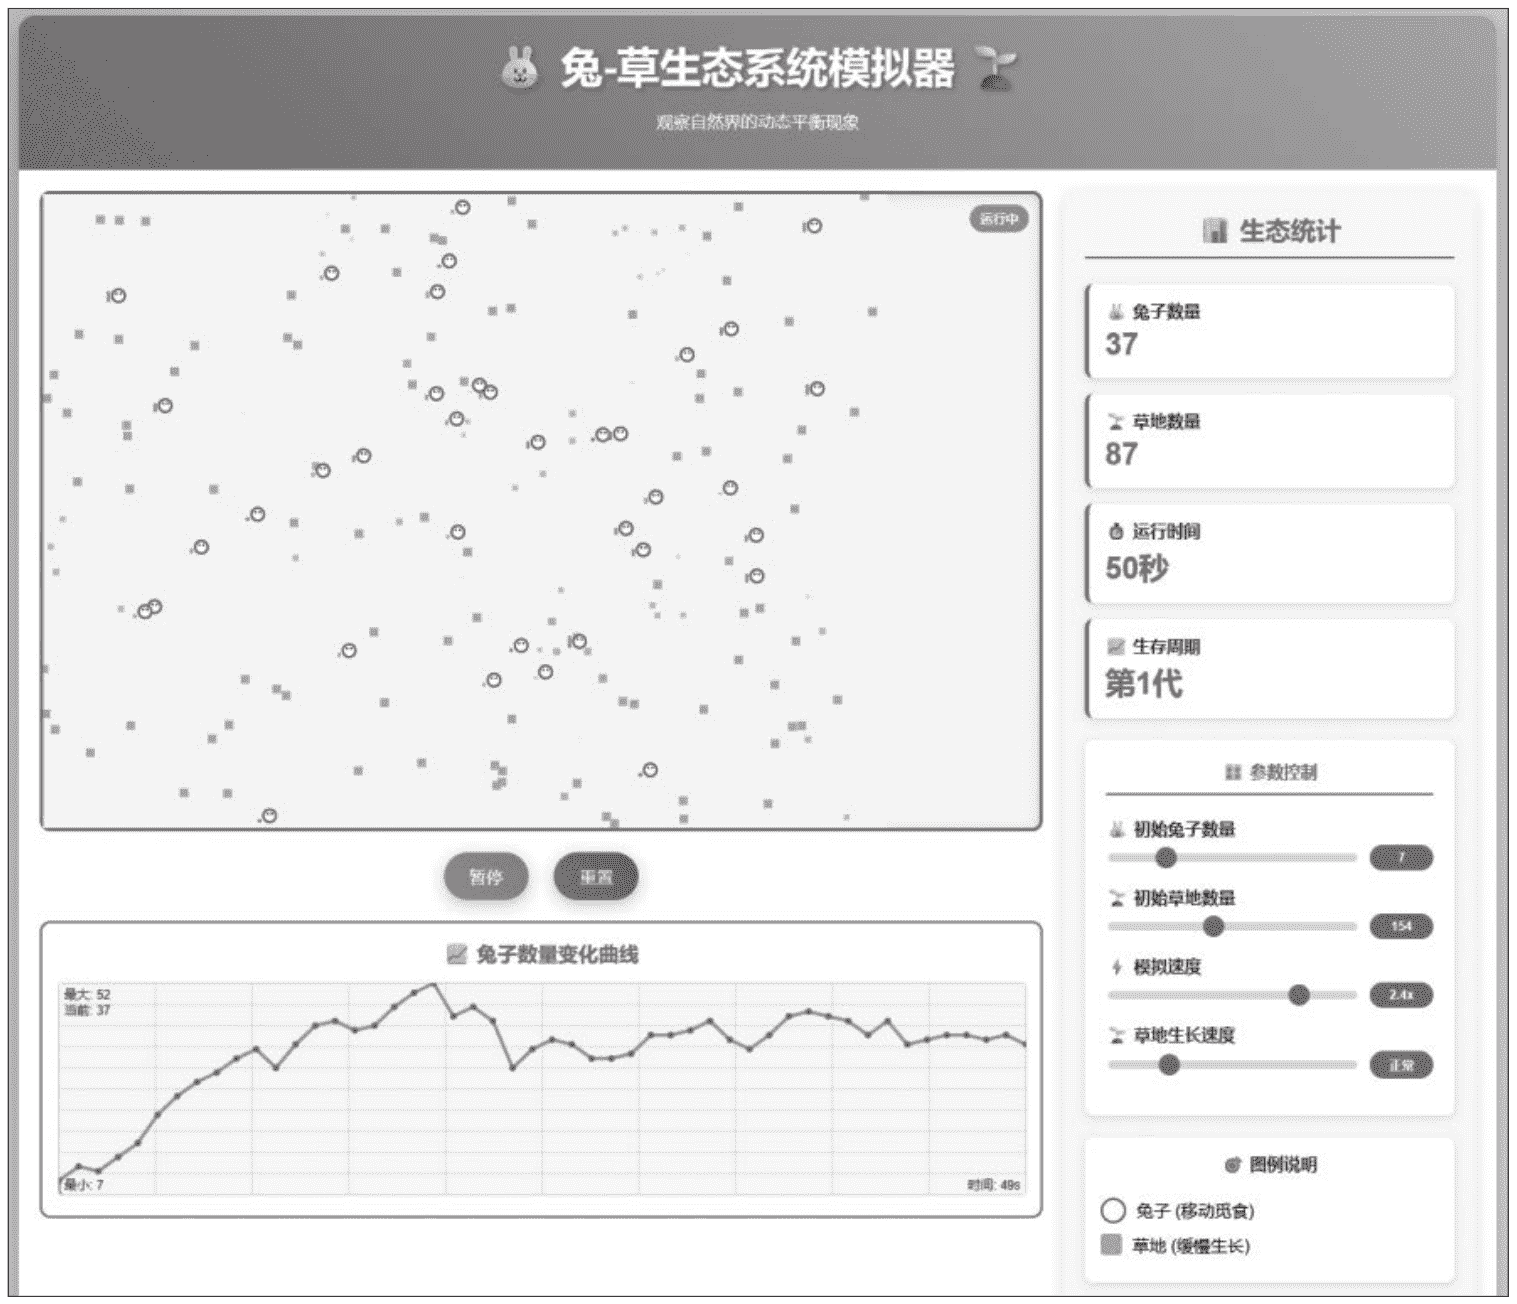 兔-草生态系统模拟器
观察自然界的动态平衡现象
运行中
暂停
重置
兔子数量变化曲线
最大: 52
当前: 37
最小: 7
时间: 49s
生态统计
兔子数量
37
草地数量
87
运行时间
50秒
生存周期
第1代
参数控制
初始兔子数量
7
初始草地数量
154
模拟速度
2.4x
草地生长速度
正常
图例说明
兔子 (移动觅食)
草地 (缓慢生长)